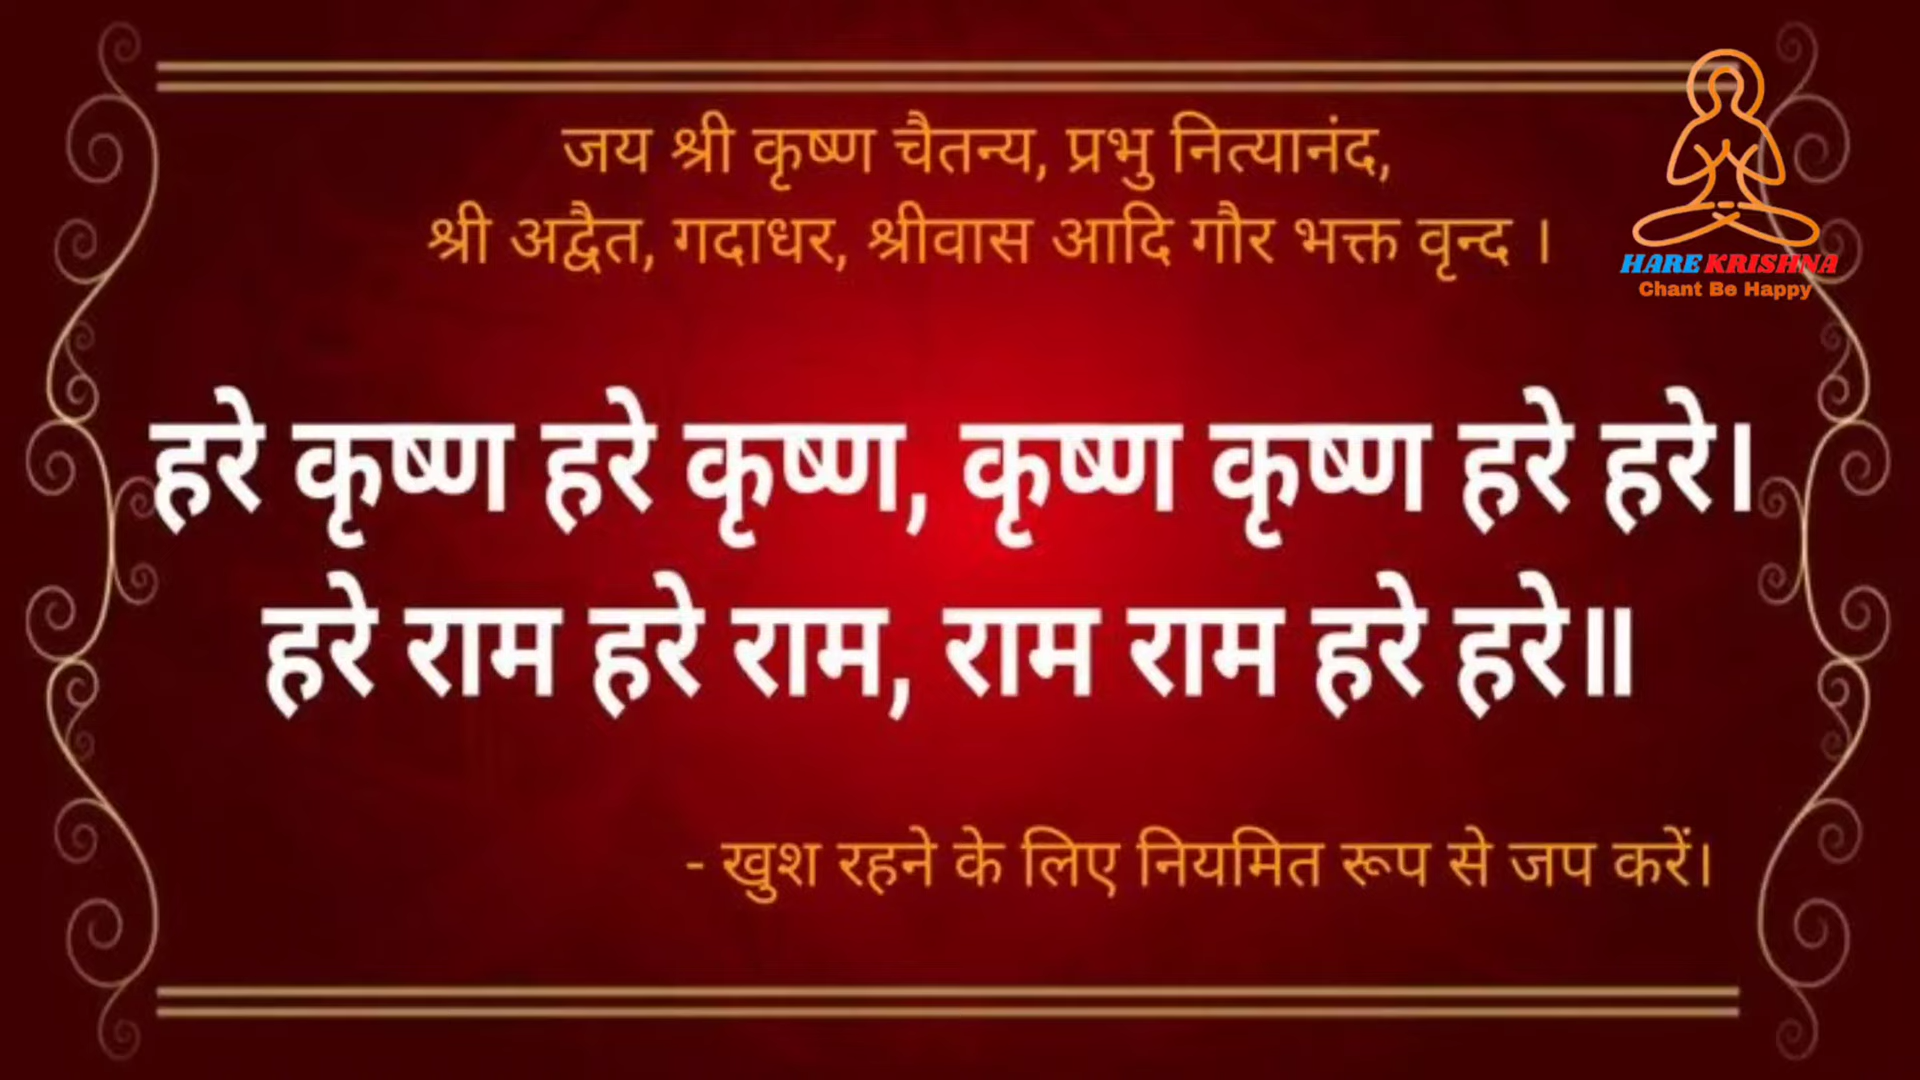 जय श्री कृष्ण चैतन्य, प्रभु नित्यानंद,
श्री अद्वैत, गदाधर, श्रीवास आदि गौर भक्त वृन्द ।
HARE KRISHNA
Chant Be Happy
हरे कृष्ण हरे कृष्ण, कृष्ण कृष्ण हरे हरे।
हरे राम हरे राम, राम राम हरे हरे॥
- खुश रहने के लिए नियमित रूप से जप करें।